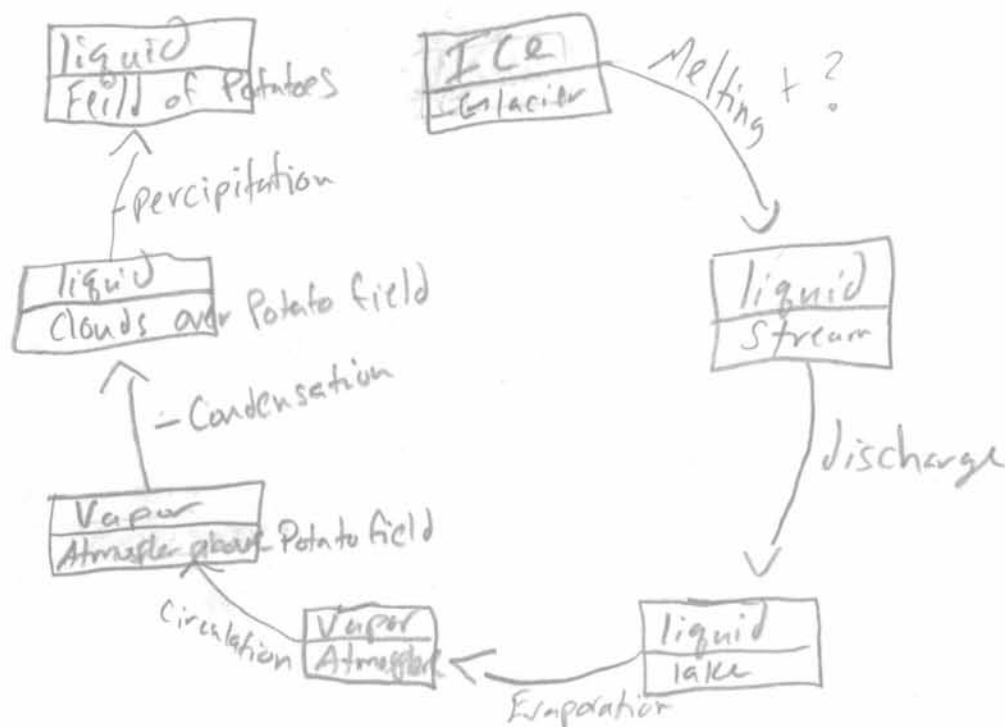 ICe
Glacier
Melting + ?
liquid
Stream
discharge
liquid
lake
Evaporation
Vapor
Circulation
Vapor
Potato field
- Condensation
liquid
Clouds over Potato field
- percipitation
liquid
Feild of Potatoes